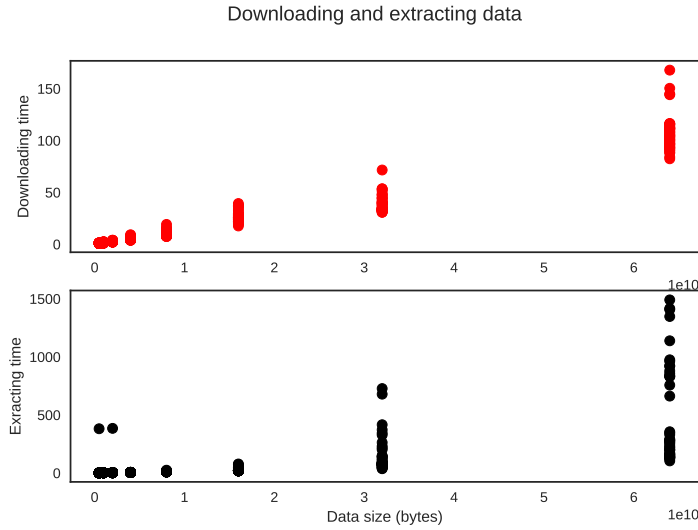 Downloading and extracting data
Downloading time
150
100
50
0
0 1 2 3 4 5 6
1e10
Exracting time
1500
1000
500
0
0 1 2 3 4 5 6
1e10
Data size (bytes)